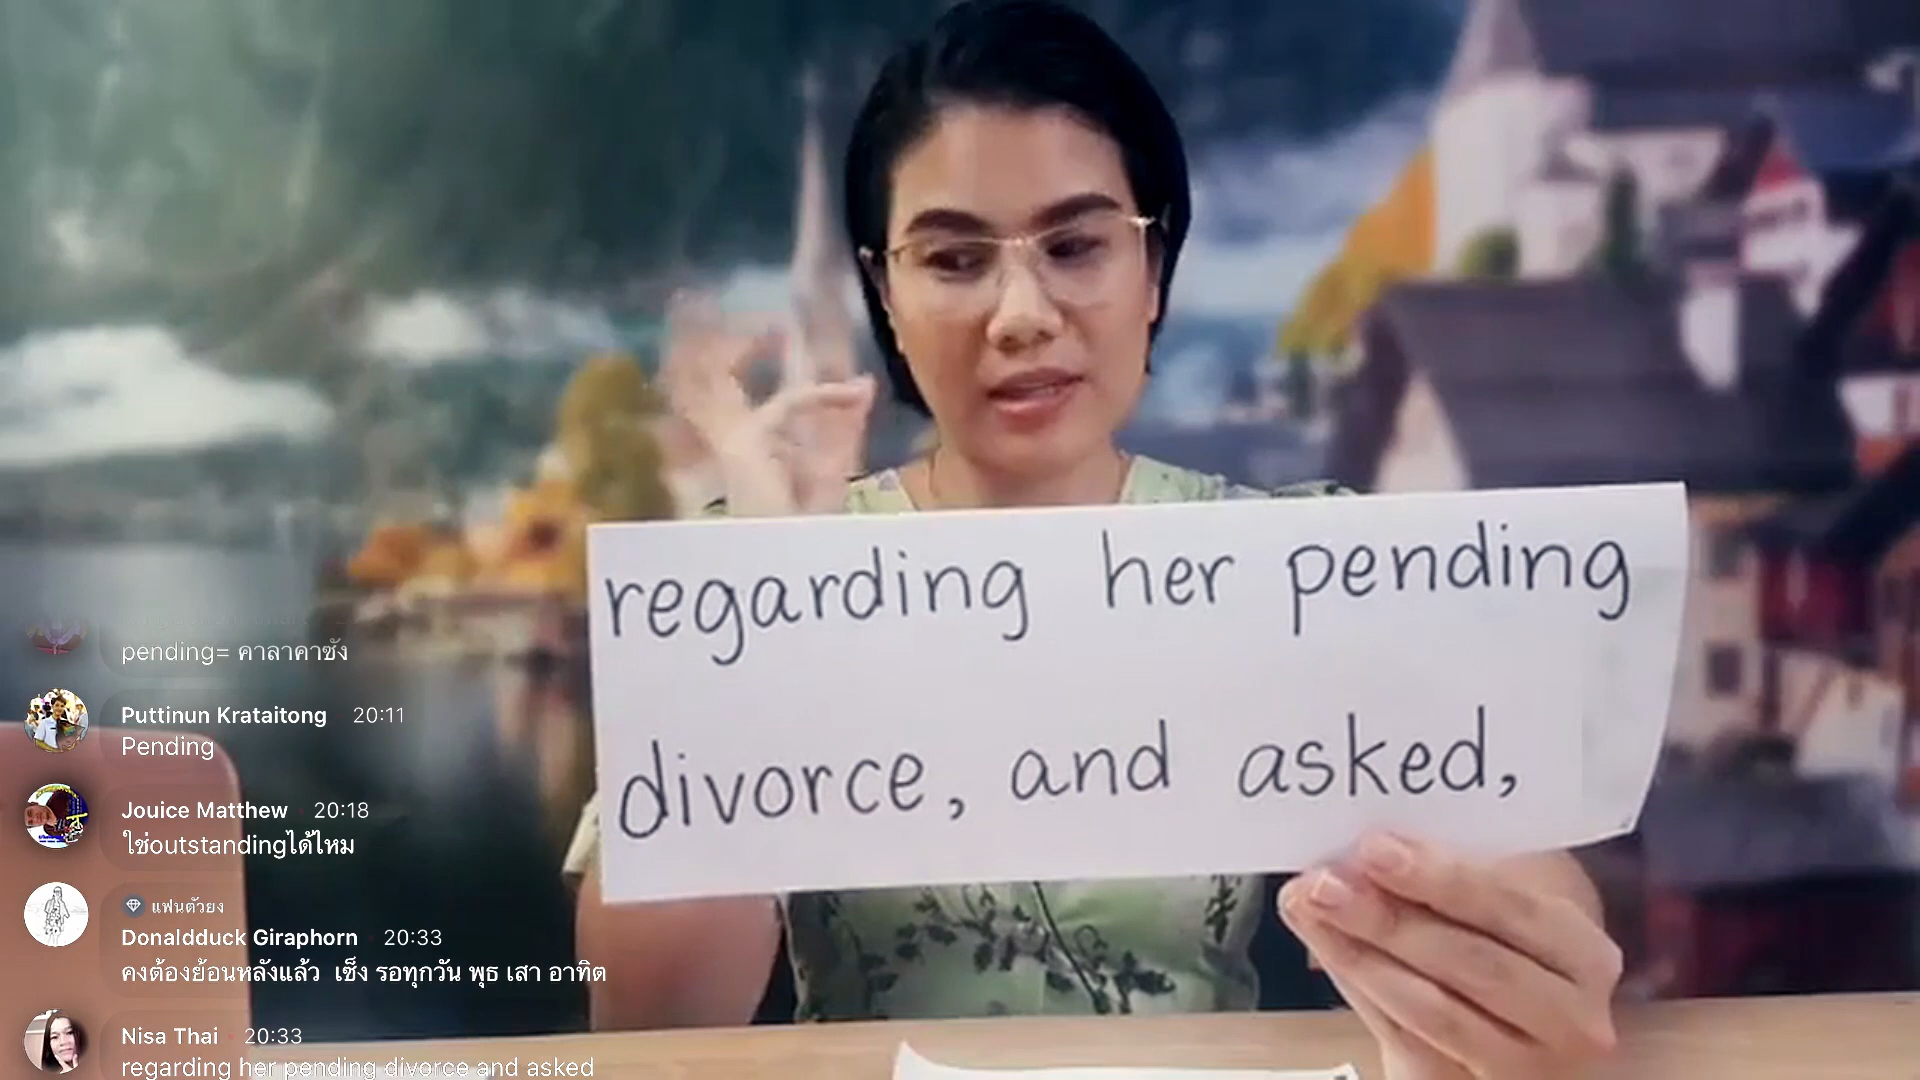 regarding her pending
divorce, and asked,
pending= คาลาคาซัง
Puttinun Krataitong 20:11
Pending
Jouice Matthew 20:18
ใช่outstandingได้ไหม
แฟนตัวยง
Donaldduck Giraphorn 20:33
คงต้องย้อนหลังแล้ว เซ็ง รอทุกวัน พุธ เสา อาทิต
Nisa Thai 20:33
regarding her pending divorce and asked